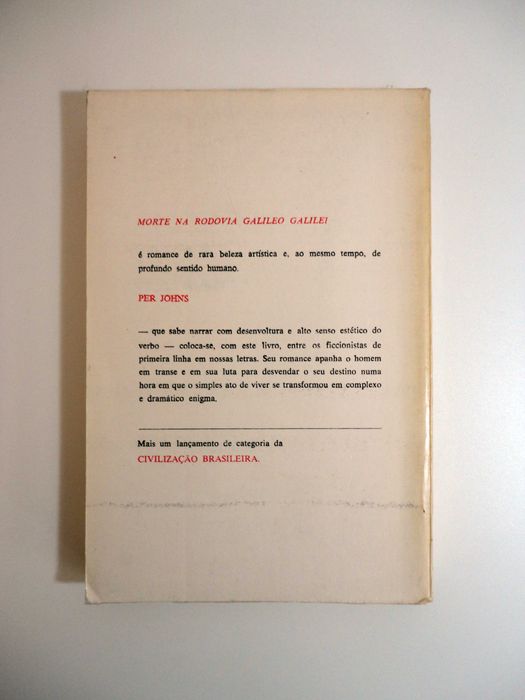 MORTE NA RODOVIA GALILEO GALILEI
é romance de rara beleza artística e, ao mesmo tempo, de
profundo sentido humano.
PER JOHNS
— que sabe narrar com desenvoltura e alto senso estético do
verbo — coloca-se, com este livro, entre os ficcionistas de
primeira linha em nossas letras. Seu romance apanha o homem
em transe e em sua luta para desvendar o seu destino numa
hora em que o simples ato de viver se transformou em complexo
e dramático enigma.
Mais um lançamento de categoria da
CIVILIZAÇÃO BRASILEIRA.